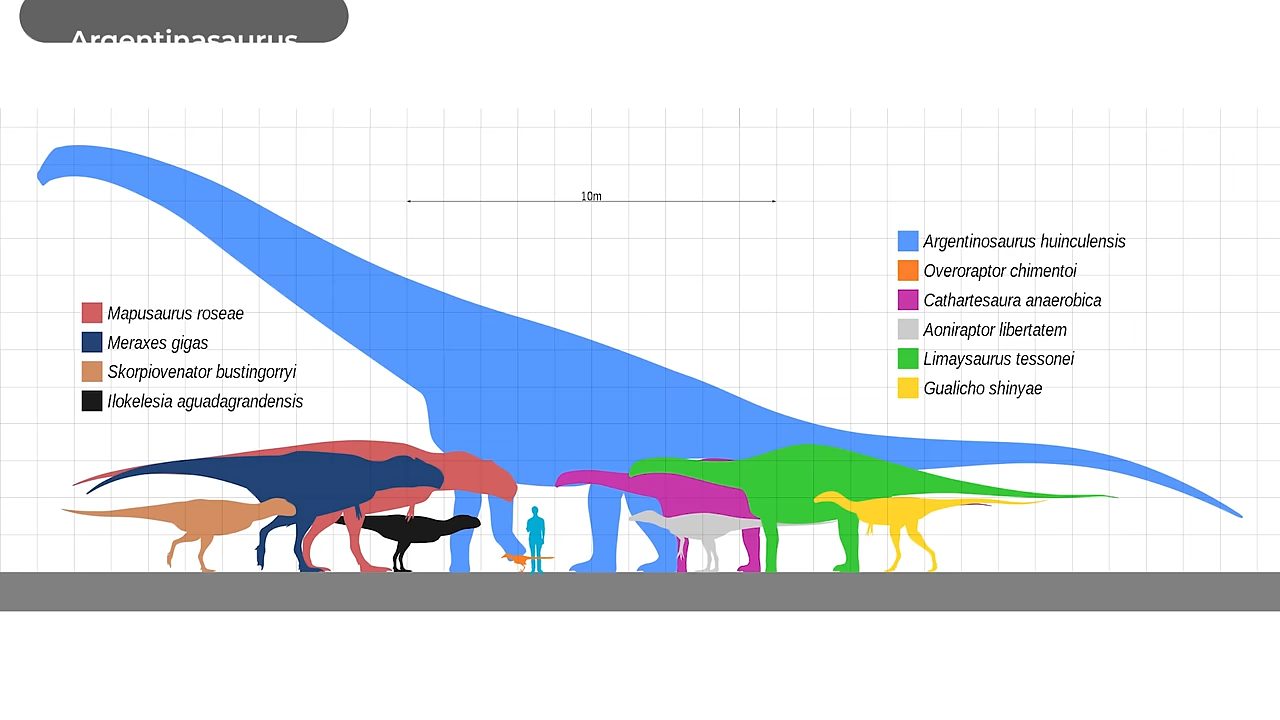 Argentinasaurus
10m
Argentinosaurus huinculensis
Overoraptor chimentoi
Cathartesaura anaerobica
Aoniraptor libertatem
Limaysaurus tessonei
Gualicho shinyae
Mapusaurus roseae
Meraxes gigas
Skorpiovenator bustingorryi
Ilokelesia aguadagrandensis